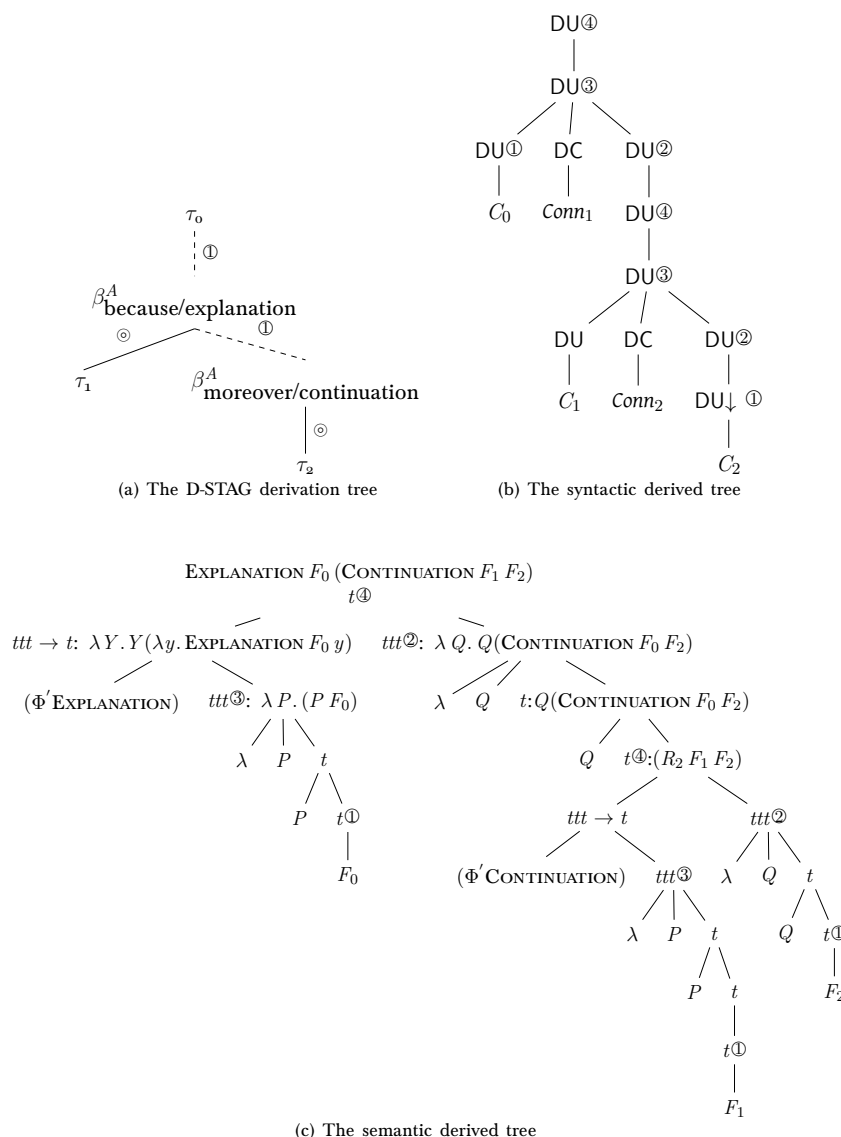 DU④
DU③
DU① DC DU②
C₀ Conn₁ DU④
τ₀
①
DU③
β^A because/explanation
◎ ①
DU DC DU②
τ₁
β^A moreover/continuation
C₁ Conn₂ DU↓ ①
◎
τ₂
C₂
(a) The D-STAG derivation tree
(b) The syntactic derived tree
EXPLANATION F₀ (CONTINUATION F₁ F₂)
t④
ttt → t: λY.Y(λy.EXPLANATION F₀ y) ttt②: λ Q. Q(CONTINUATION F₀ F₂)
(Φ′EXPLANATION) ttt③: λ P.(P F₀) λ Q t:Q(CONTINUATION F₀ F₂)
λ P t Q t④:(R₂ F₁ F₂)
P t① ttt → t ttt②
F₀ (Φ′CONTINUATION) ttt③ λ Q t
λ P t Q t①
P t F₂
t①
F₁
(c) The semantic derived tree